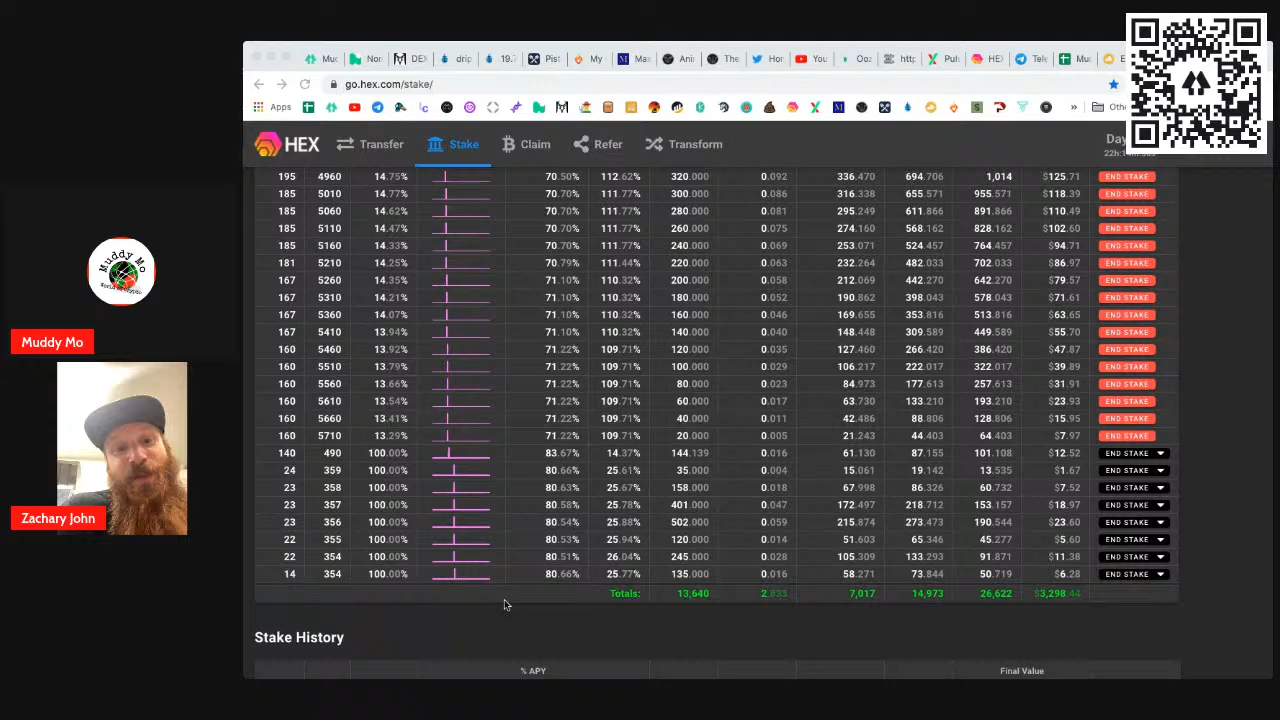 Muc
Nor
DEX
drip
19.7
Pist
My
Mas
Anir
The
Hor
You
Ooz
http
Puls
HEX
Tele
Mud
go.hex.com/stake/
Apps
»
Othe
HEX
Transfer
Stake
Claim
Refer
Transform
Day
195 4960 14.75% 70.50% 112.62% 320.000 0.092 336.470 694.706 1,014 $125.71 END STAKE
185 5010 14.77% 70.70% 111.77% 300.000 0.086 316.338 655.571 955.571 $118.39 END STAKE
185 5060 14.62% 70.70% 111.77% 280.000 0.081 295.249 611.866 891.866 $110.49 END STAKE
185 5110 14.47% 70.70% 111.77% 260.000 0.075 274.160 568.162 828.162 $102.60 END STAKE
185 5160 14.33% 70.70% 111.77% 240.000 0.069 253.071 524.457 764.457 $94.71 END STAKE
181 5210 14.25% 70.79% 111.44% 220.000 0.063 232.264 482.033 702.033 $86.97 END STAKE
167 5260 14.35% 71.10% 110.32% 200.000 0.058 212.069 442.270 642.270 $79.57 END STAKE
167 5310 14.21% 71.10% 110.32% 180.000 0.052 190.862 398.043 578.043 $71.61 END STAKE
167 5360 14.07% 71.10% 110.32% 160.000 0.046 169.655 353.816 513.816 $63.65 END STAKE
167 5410 13.94% 71.10% 110.32% 140.000 0.040 148.448 309.589 449.589 $55.70 END STAKE
160 5460 13.92% 71.22% 109.71% 120.000 0.035 127.460 266.420 386.420 $47.87 END STAKE
160 5510 13.79% 71.22% 109.71% 100.000 0.029 106.217 222.017 322.017 $39.89 END STAKE
160 5560 13.66% 71.22% 109.71% 80.000 0.023 84.973 177.613 257.613 $31.91 END STAKE
160 5610 13.54% 71.22% 109.71% 60.000 0.017 63.730 133.210 193.210 $23.93 END STAKE
160 5660 13.41% 71.22% 109.71% 40.000 0.011 42.486 88.806 128.806 $15.95 END STAKE
160 5710 13.29% 71.22% 109.71% 20.000 0.005 21.243 44.403 64.403 $7.97 END STAKE
140 490 100.00% 83.67% 14.37% 144.139 0.016 61.130 87.155 101.108 $12.52 END STAKE
24 359 100.00% 80.66% 25.61% 35.000 0.004 15.061 19.142 13.535 $1.67 END STAKE
23 358 100.00% 80.63% 25.67% 158.000 0.018 67.998 86.326 60.732 $7.52 END STAKE
23 357 100.00% 80.58% 25.78% 401.000 0.047 172.497 218.712 153.157 $18.97 END STAKE
23 356 100.00% 80.54% 25.88% 502.000 0.059 215.874 273.473 190.544 $23.60 END STAKE
22 355 100.00% 80.53% 25.94% 120.000 0.014 51.603 65.346 45.277 $5.60 END STAKE
22 354 100.00% 80.51% 26.04% 245.000 0.028 105.309 133.293 91.871 $11.38 END STAKE
14 354 100.00% 80.66% 25.77% 135.000 0.016 58.271 73.844 50.719 $6.28 END STAKE
Totals: 13,640 2.833 7,017 14,973 26,622 $3,298.44
Stake History
% APY
Final Value
Muddy Mo
Muddy Mo
Zachary John